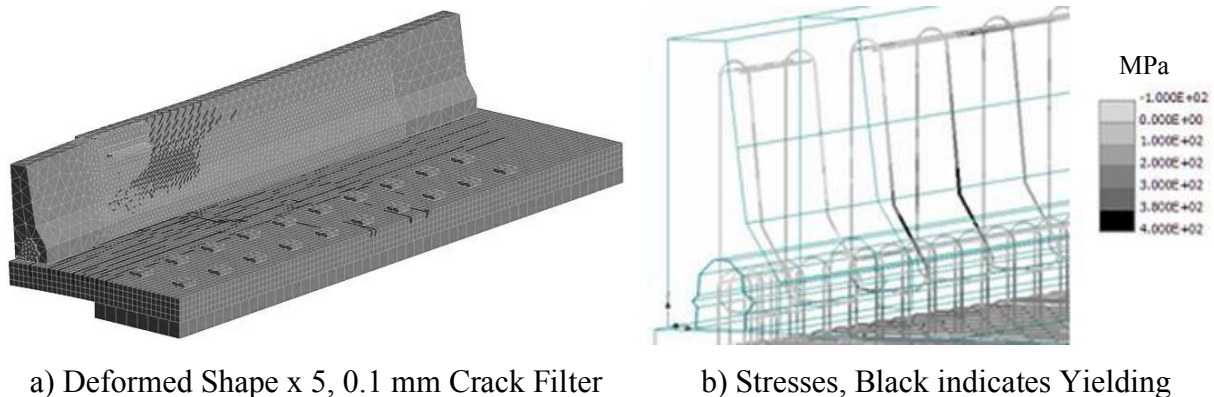 MPa
-1.000E+02
0.000E+00
1.000E+02
2.000E+02
3.000E+02
3.800E+02
4.000E+02
a) Deformed Shape x 5, 0.1 mm Crack Filter
b) Stresses, Black indicates Yielding